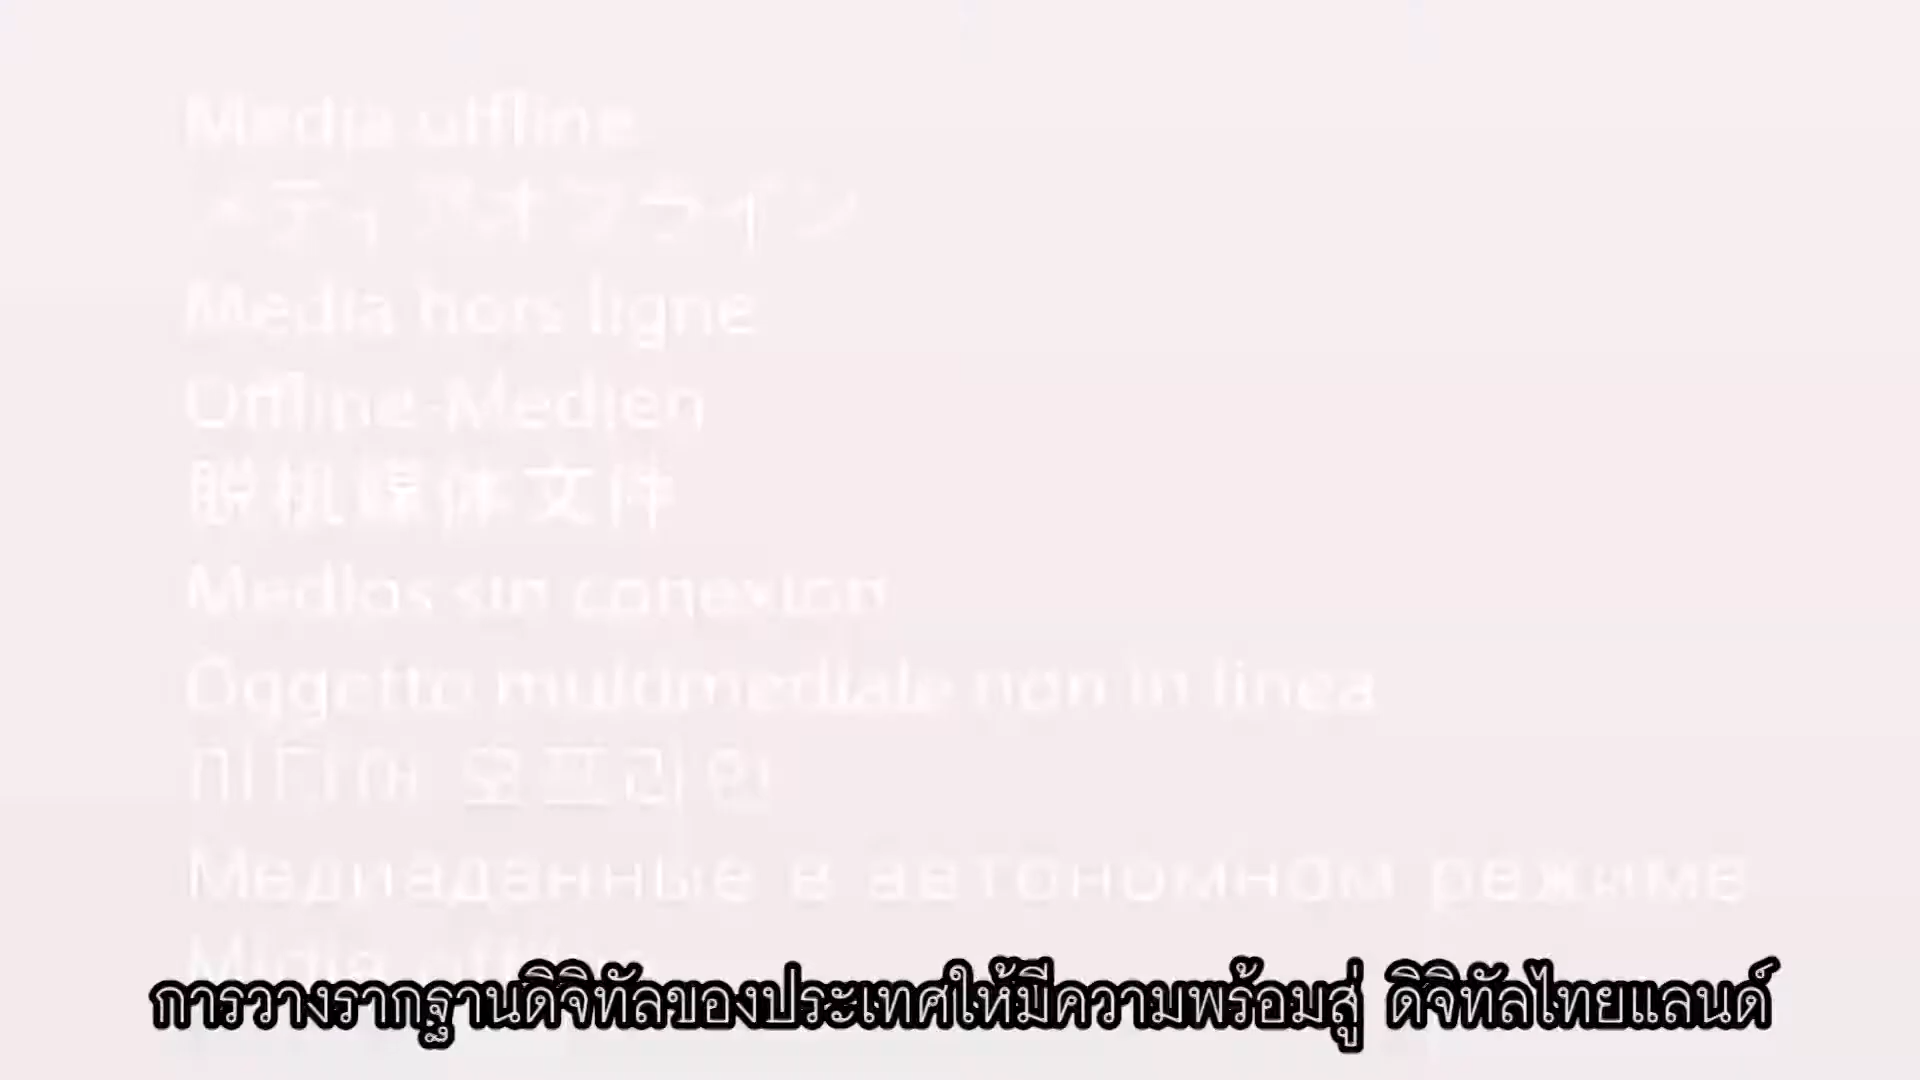 Media offline
メディアオフライン
Media hors ligne
Offline-Medien
脱机媒体文件
Medios sin conexión
Oggetto multimediale non in linea
미디어 오프라인
Медиаданные в автономном режиме
Mídia offline
การวางรากฐานดิจิทัลของประเทศให้มีความพร้อมสู่ ดิจิทัลไทยแลนด์